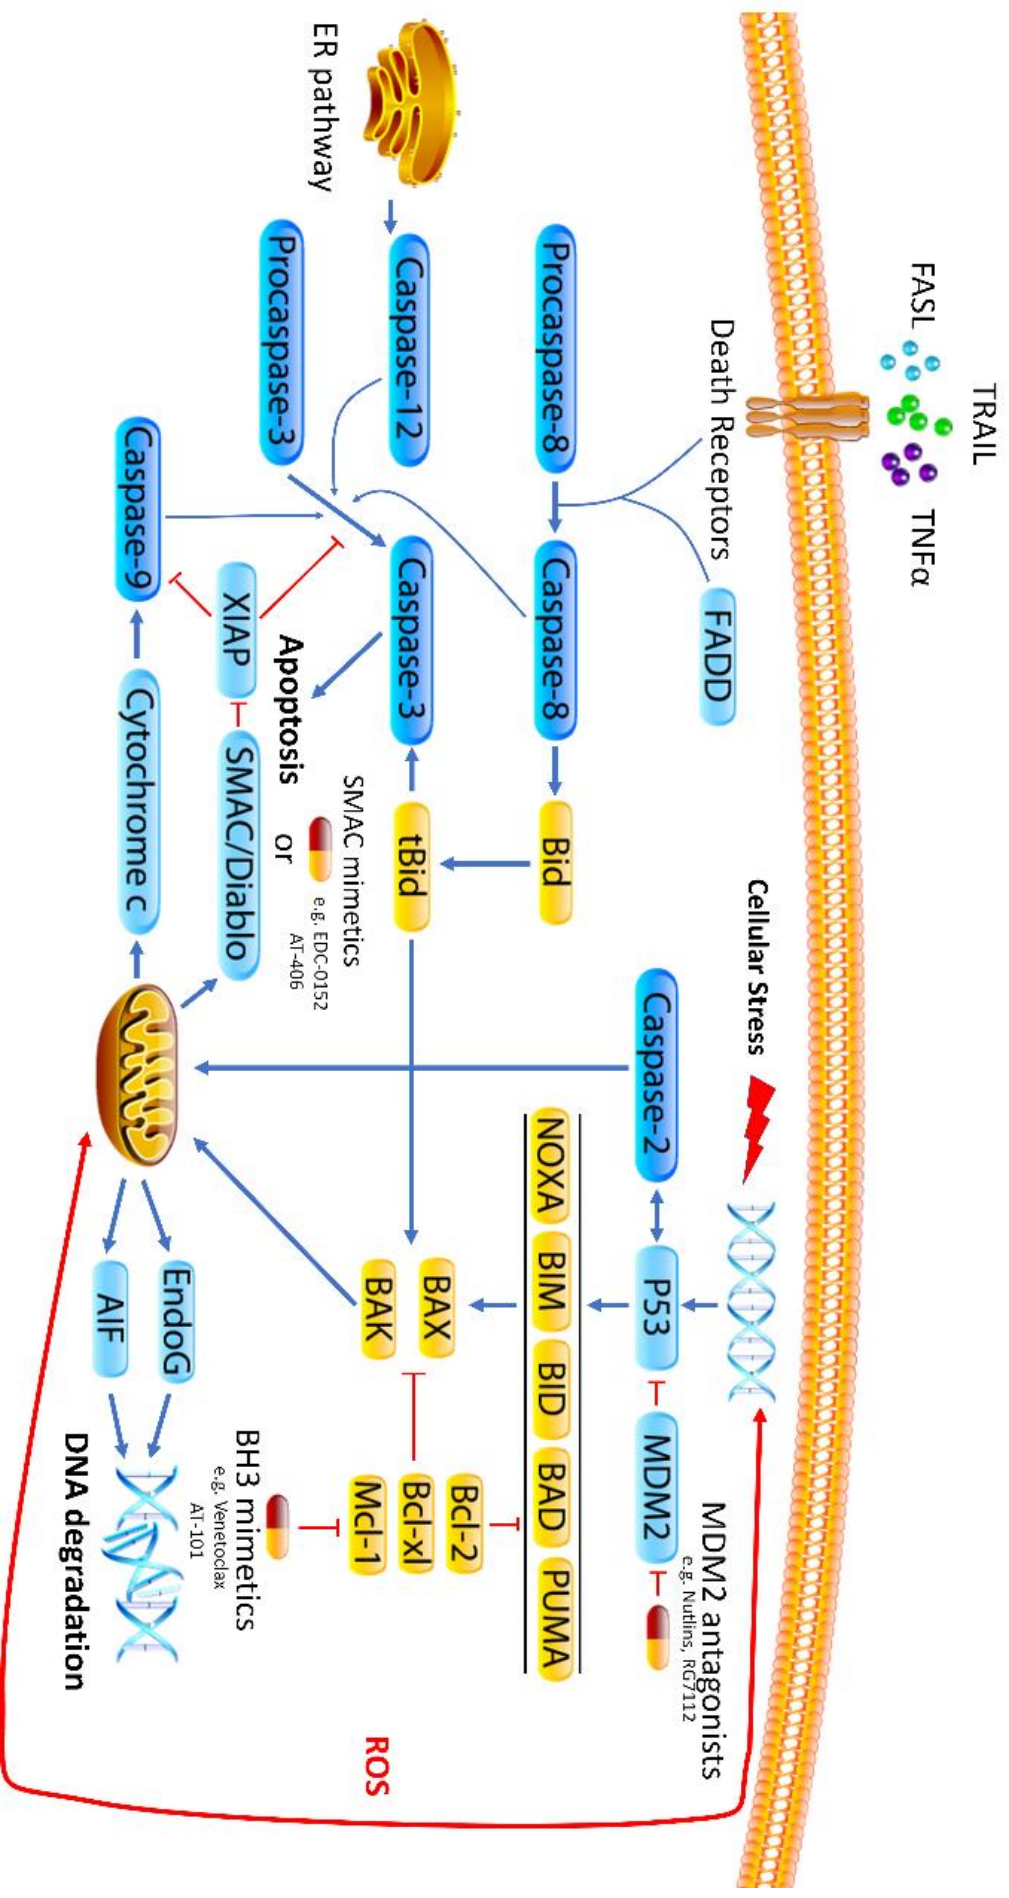 TRAIL
FASL
TNFα
Death Receptors
FADD
Cellular Stress
MDM2 antagonists
e.g. Nutlins, RG7112
Procaspase-8
Caspase-8
Bid
Caspase-2
P53
MDM2
NOXA
BIM
BID
BAD
PUMA
ER pathway
Caspase-12
Procaspase-3
Caspase-3
tBid
BAX
BAK
Bcl-2
Bcl-xl
Mcl-1
ROS
SMAC mimetics
e.g. EDC-0152
AT-406
Apoptosis
or
XIAP
SMAC/Diablo
BH3 mimetics
e.g. Venetoclax
AT-101
Caspase-9
Cytochrome c
EndoG
AIF
DNA degradation